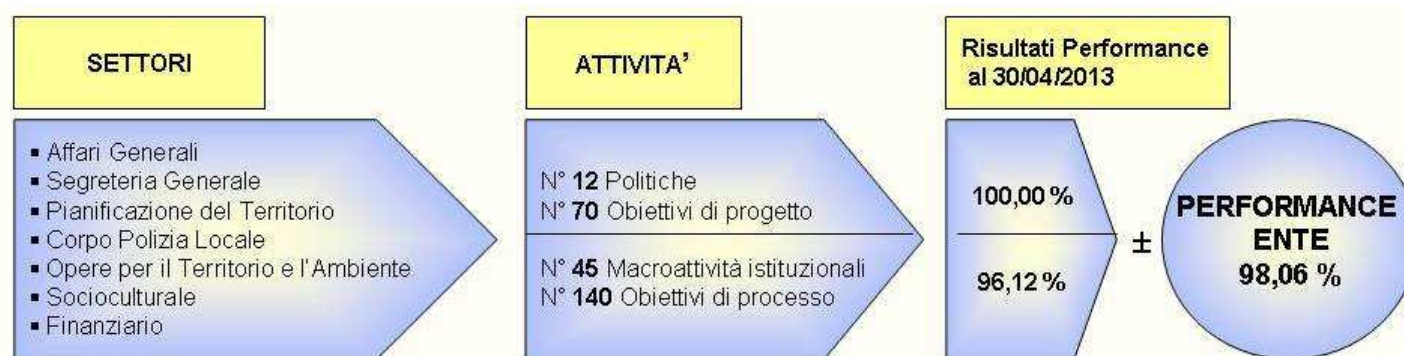 SETTORI
▪ Affari Generali
▪ Segreteria Generale
▪ Pianificazione del Territorio
▪ Corpo Polizia Locale
▪ Opere per il Territorio e l'Ambiente
▪ Socioculturale
▪ Finanziario
ATTIVITA'
N° 12 Politiche
N° 70 Obiettivi di progetto
N° 45 Macroattività istituzionali
N° 140 Obiettivi di processo
Risultati Performance
al 30/04/2013
100,00 %
96,12 %
±
PERFORMANCE
ENTE
98,06 %